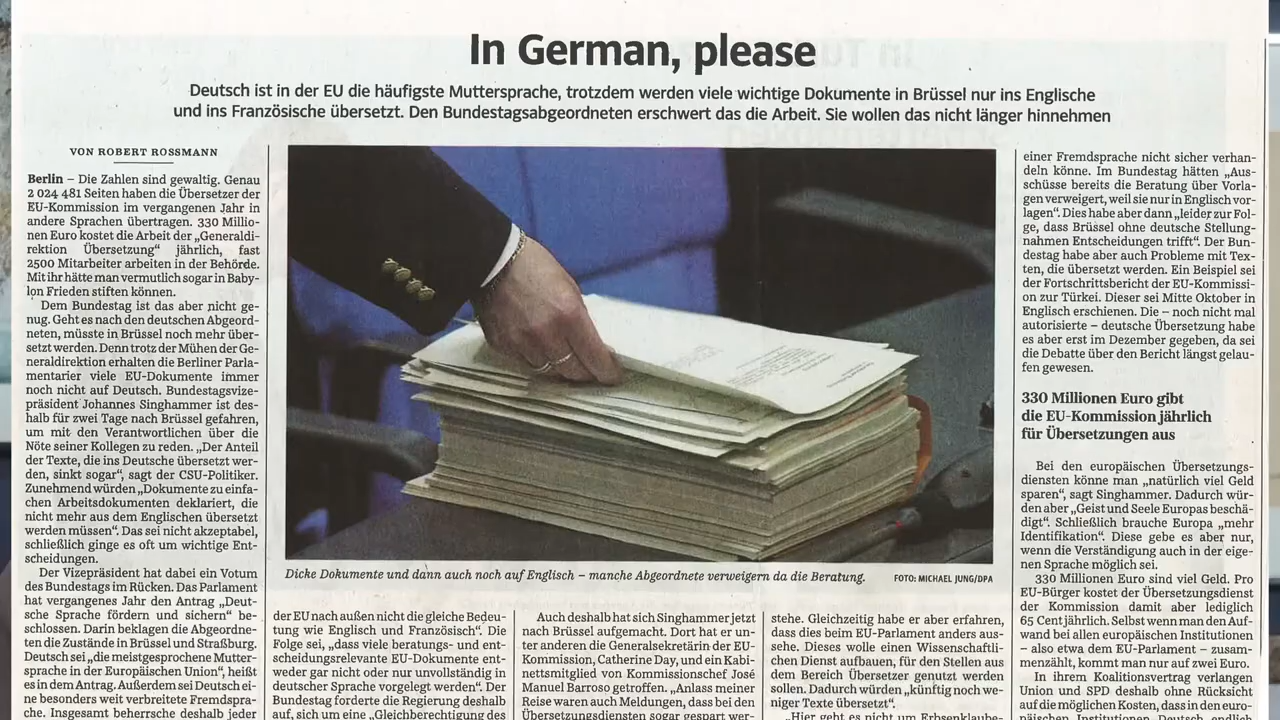 In German, please
Deutsch ist in der EU die häufigste Muttersprache, trotzdem werden viele wichtige Dokumente in Brüssel nur ins Englische
und ins Französische übersetzt. Den Bundestagsabgeordneten erschwert das die Arbeit. Sie wollen das nicht länger hinnehmen
VON ROBERT ROSSMANN
Berlin – Die Zahlen sind gewaltig. Genau
2 024 481 Seiten haben die Übersetzer der
EU-Kommission im vergangenen Jahr in
andere Sprachen übertragen. 330 Millio-
nen Euro kostet die Arbeit der „Generaldi-
rektion Übersetzung“ jährlich, fast
2500 Mitarbeiter arbeiten in der Behörde.
Mit ihr hätte man vermutlich sogar in Baby-
lon Frieden stiften können.
Dem Bundestag ist das aber nicht ge-
nug. Geht es nach den deutschen Abgeord-
neten, müsste in Brüssel noch mehr über-
setzt werden. Denn trotz der Mühen der Ge-
neraldirektion erhalten die Berliner Parla-
mentarier viele EU-Dokumente immer
noch nicht auf Deutsch. Bundestagsvize-
präsident Johannes Singhammer ist des-
halb für zwei Tage nach Brüssel gefahren,
um mit den Verantwortlichen über die
Nöte seiner Kollegen zu reden. „Der Anteil
der Texte, die ins Deutsche übersetzt wer-
den, sinkt sogar“, sagt der CSU-Politiker.
Zunehmend würden „Dokumente zu einfa-
chen Arbeitsdokumenten deklariert, die
nicht mehr aus dem Englischen übersetzt
werden müssen“. Das sei nicht akzeptabel,
schließlich ginge es oft um wichtige Ent-
scheidungen.
Der Vizepräsident hat dabei ein Votum
des Bundestags im Rücken. Das Parlament
hat vergangenes Jahr den Antrag „Deut-
sche Sprache fördern und sichern“ be-
schlossen. Darin beklagen die Abgeordne-
ten die Zustände in Brüssel und Straßburg.
Deutsch sei „die meistgesprochene Mutter-
sprache in der Europäischen Union“, heißt
es in dem Antrag. Außerdem sei Deutsch ei-
ne besonders weit verbreitete Fremdspra-
che. Insgesamt beherrsche deshalb jeder
Dicke Dokumente und dann auch noch auf Englisch – manche Abgeordnete verweigern da die Beratung.
FOTO: MICHAEL JUNG/DPA
der EU nach außen nicht die gleiche Bedeu-
tung wie Englisch und Französisch“. Die
Folge sei, „dass viele beratungs- und ent-
scheidungsrelevante EU-Dokumente ent-
weder gar nicht oder nur unvollständig in
deutscher Sprache vorgelegt werden“. Der
Bundestag forderte die Regierung deshalb
auf, sich um eine „Gleichberechtigung des
Auch deshalb hat sich Singhammer jetzt
nach Brüssel aufgemacht. Dort hat er un-
ter anderen die Generalsekretärin der EU-
Kommission, Catherine Day, und ein Kabi-
nettsmitglied von Kommissionschef José
Manuel Barroso getroffen. „Anlass meiner
Reise waren auch Meldungen, dass bei den
Übersetzungsdiensten sogar gespart wer-
stehe. Gleichzeitig habe er aber erfahren,
dass dies beim EU-Parlament anders aus-
sehe. Dieses wolle einen Wissenschaftli-
chen Dienst aufbauen, für den Stellen aus
dem Bereich Übersetzer genutzt werden
sollen. Dadurch würden „künftig noch we-
niger Texte übersetzt“.
„Hier geht es nicht um Erbsenklaube-
einer Fremdsprache nicht sicher verhan-
deln könne. Im Bundestag hätten „Aus-
schüsse bereits die Beratung über Vorla-
gen verweigert, weil sie nur in Englisch vor-
lagen“. Dies habe aber dann „leider zur Fol-
ge, dass Brüssel ohne deutsche Stellung-
nahmen Entscheidungen trifft“. Der Bun-
destag habe aber auch Probleme mit Tex-
ten, die übersetzt werden. Ein Beispiel sei
der Fortschrittsbericht der EU-Kommissi-
on zur Türkei. Dieser sei Mitte Oktober in
Englisch erschienen. Die – noch nicht mal
autorisierte – deutsche Übersetzung habe
es aber erst im Dezember gegeben, da sei
die Debatte über den Bericht längst gelau-
fen gewesen.
330 Millionen Euro gibt
die EU-Kommission jährlich
für Übersetzungen aus
Bei den europäischen Übersetzungs-
diensten könne man „natürlich viel Geld
sparen“, sagt Singhammer. Dadurch wür-
den aber „Geist und Seele Europas beschä-
digt“. Schließlich brauche Europa „mehr
Identifikation“. Diese gebe es aber nur,
wenn die Verständigung auch in der eige-
nen Sprache möglich sei.
330 Millionen Euro sind viel Geld. Pro
EU-Bürger kostet der Übersetzungsdienst
der Kommission damit aber lediglich
65 Cent jährlich. Selbst wenn man den Auf-
wand bei allen europäischen Institutionen
– also etwa dem EU-Parlament – zusam-
menzählt, kommt man nur auf zwei Euro.
In ihrem Koalitionsvertrag verlangen
Union und SPD deshalb ohne Rücksicht
auf die möglichen Kosten, dass in den euro-
päischen Institutionen Deutsch endlich